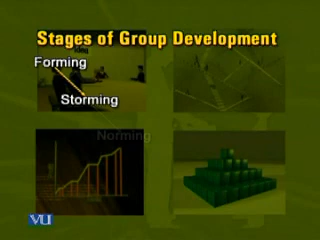 Stages of Group Development
Forming
Storming
Norming
VU